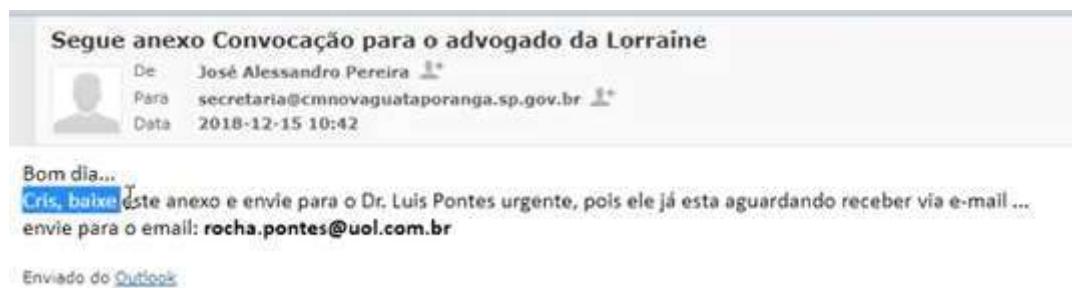 Segue anexo Convocação para o advogado da Lorraine
De José Alessandro Pereira
Para secretaria@cmnovaguataporanga.sp.gov.br
Data 2018-12-15 10:42
Bom dia...
Cris, baixe este anexo e envie para o Dr. Luis Pontes urgente, pois ele já esta aguardando receber via e-mail ...
envie para o email: rocha.pontes@uol.com.br
Enviado do Outlook